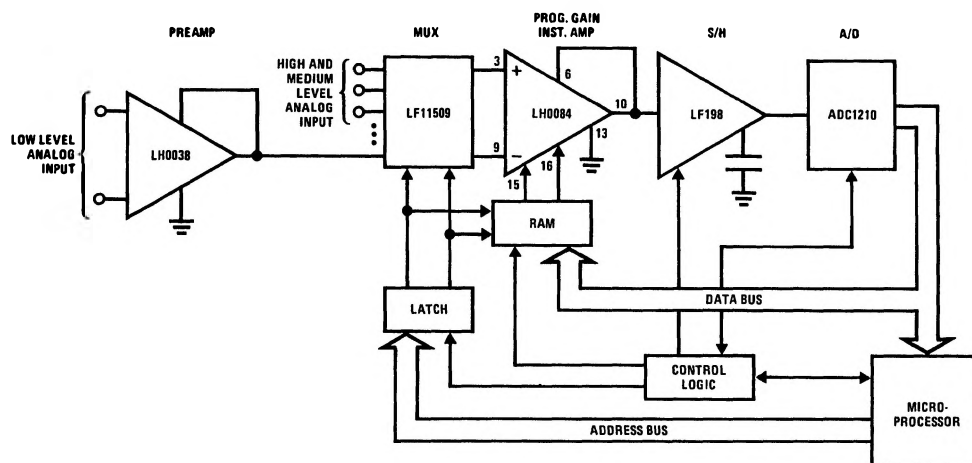 PREAMP
MUX
PROG. GAIN
INST. AMP
S/H
A/D
HIGH AND
MEDIUM
LEVEL
ANALOG
INPUT
3
+
6
LF11509
LH0084
10
13
LF198
ADC1210
LOW LEVEL
ANALOG
INPUT
LH0038
9
−
16
15
RAM
DATA BUS
LATCH
CONTROL
LOGIC
MICRO-
PROCESSOR
ADDRESS BUS